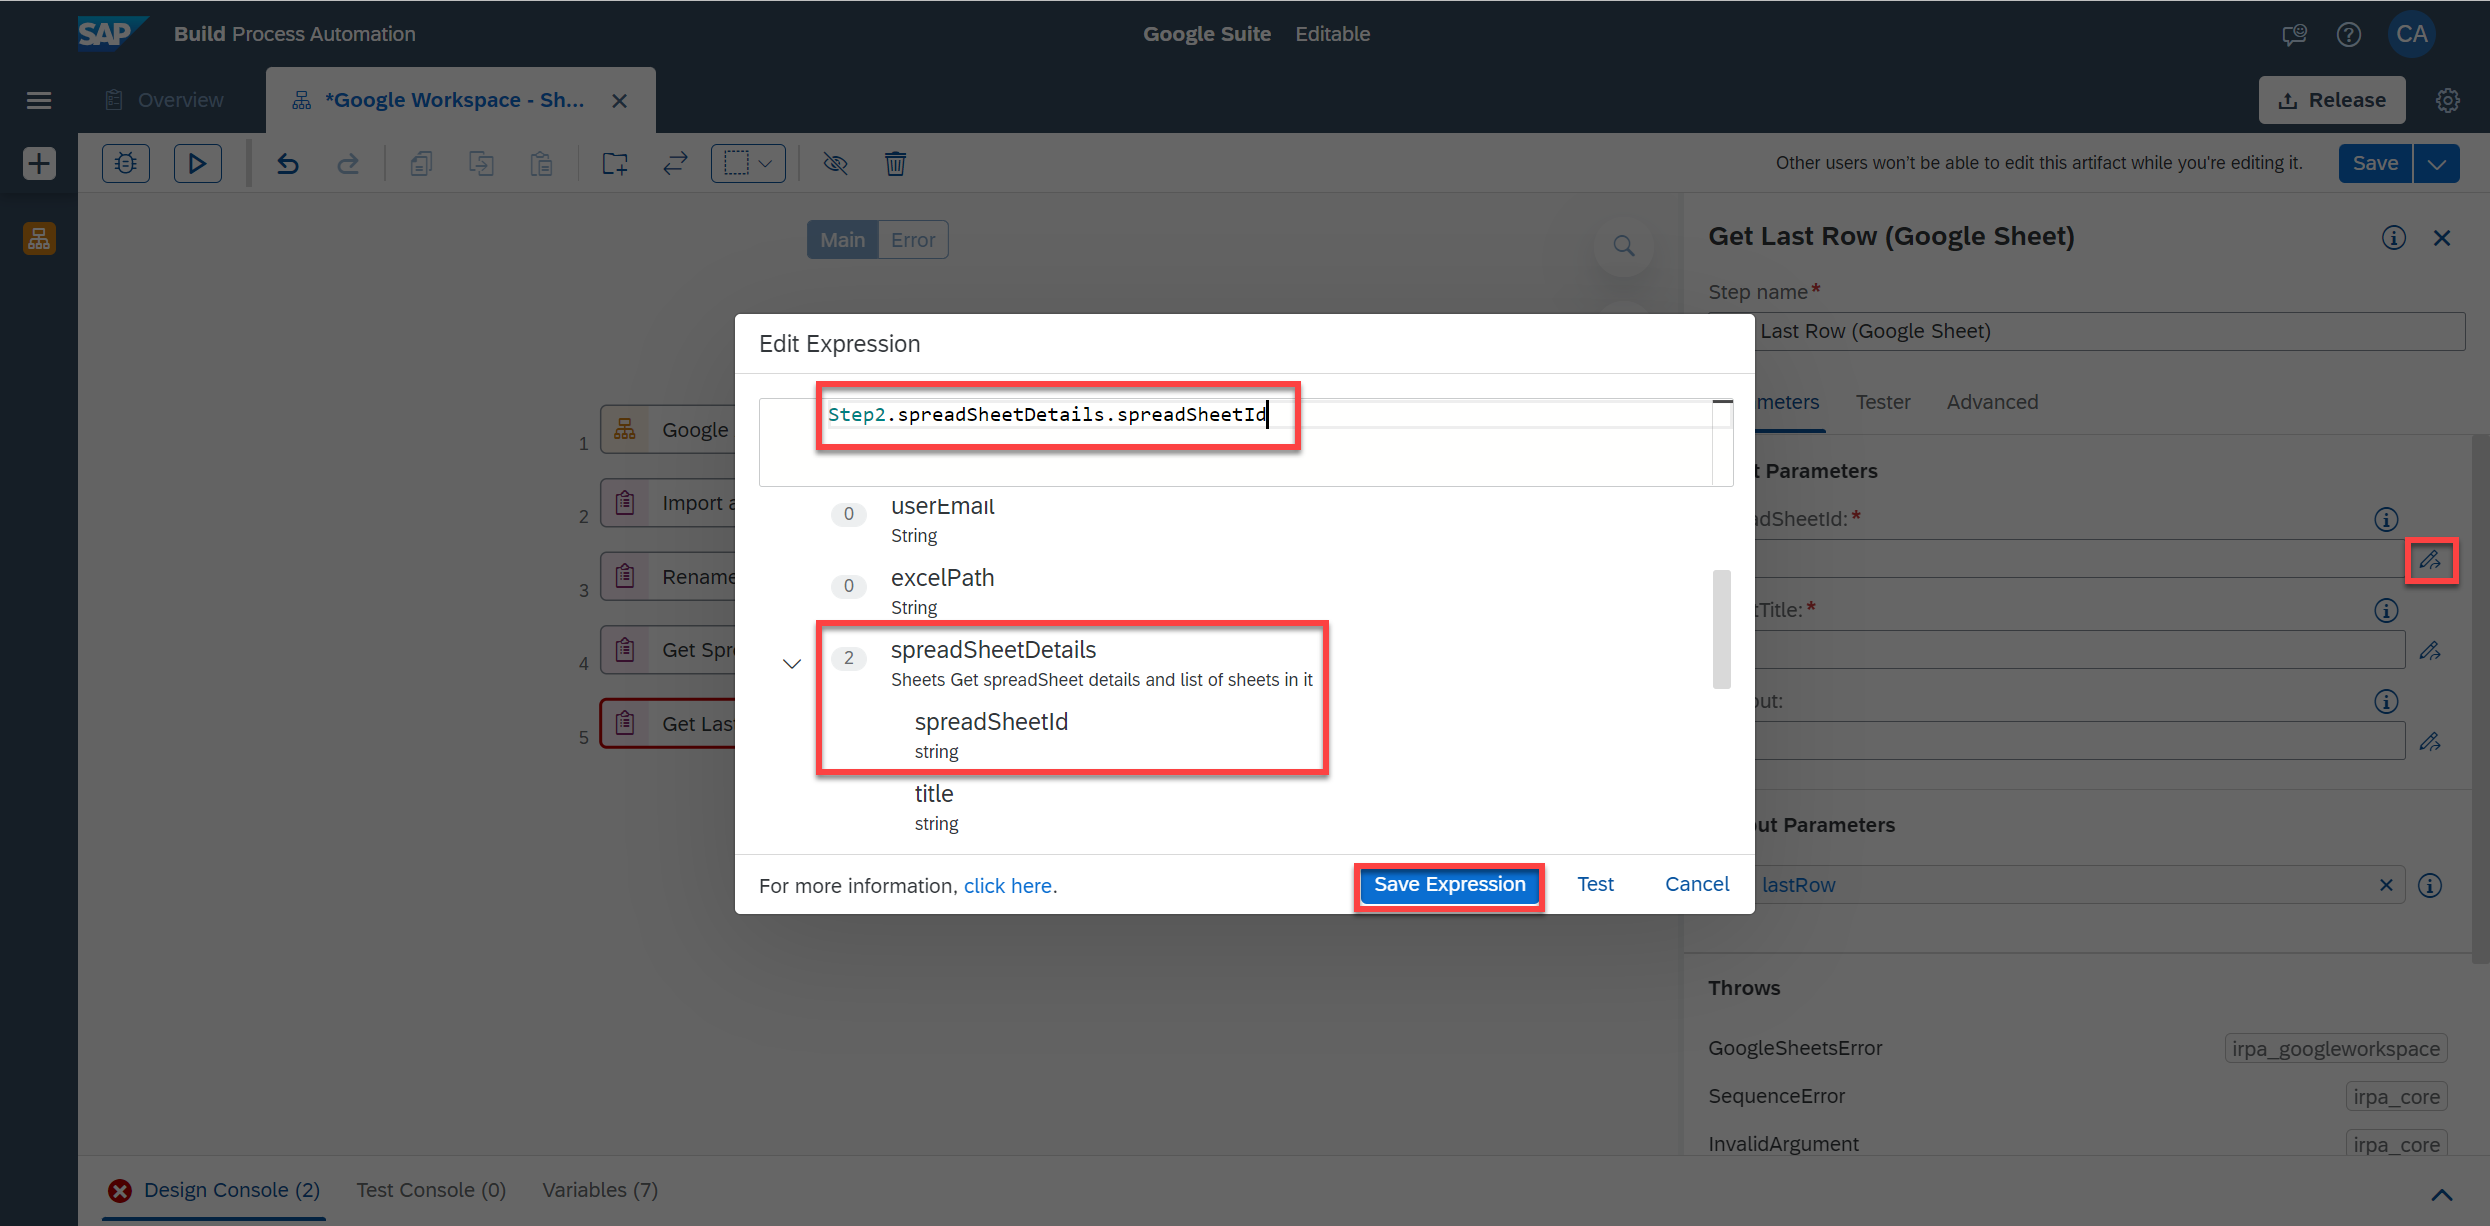 SAP Build Process Automation
Google Suite Editable
CA
Overview
*Google Workspace - Sh...
Release
Other users won't be able to edit this artifact while you're editing it.
Save
Main Error
Get Last Row (Google Sheet)
Step name*
Last Row (Google Sheet)
meters Tester Advanced
t Parameters
dSheetId:*
tTitle:*
out:
ut Parameters
lastRow
Throws
GoogleSheetsError irpa_googleworkspace
SequenceError irpa_core
InvalidArgument irpa_core
1 Google
2 Import a
3 Rename
4 Get Spr
5 Get Las
Edit Expression
Step2.spreadSheetDetails.spreadSheetId
0 userEmail
String
0 excelPath
String
2 spreadSheetDetails
Sheets Get spreadSheet details and list of sheets in it
spreadSheetId
string
title
string
For more information, click here.
Save Expression Test Cancel
Design Console (2) Test Console (0) Variables (7)